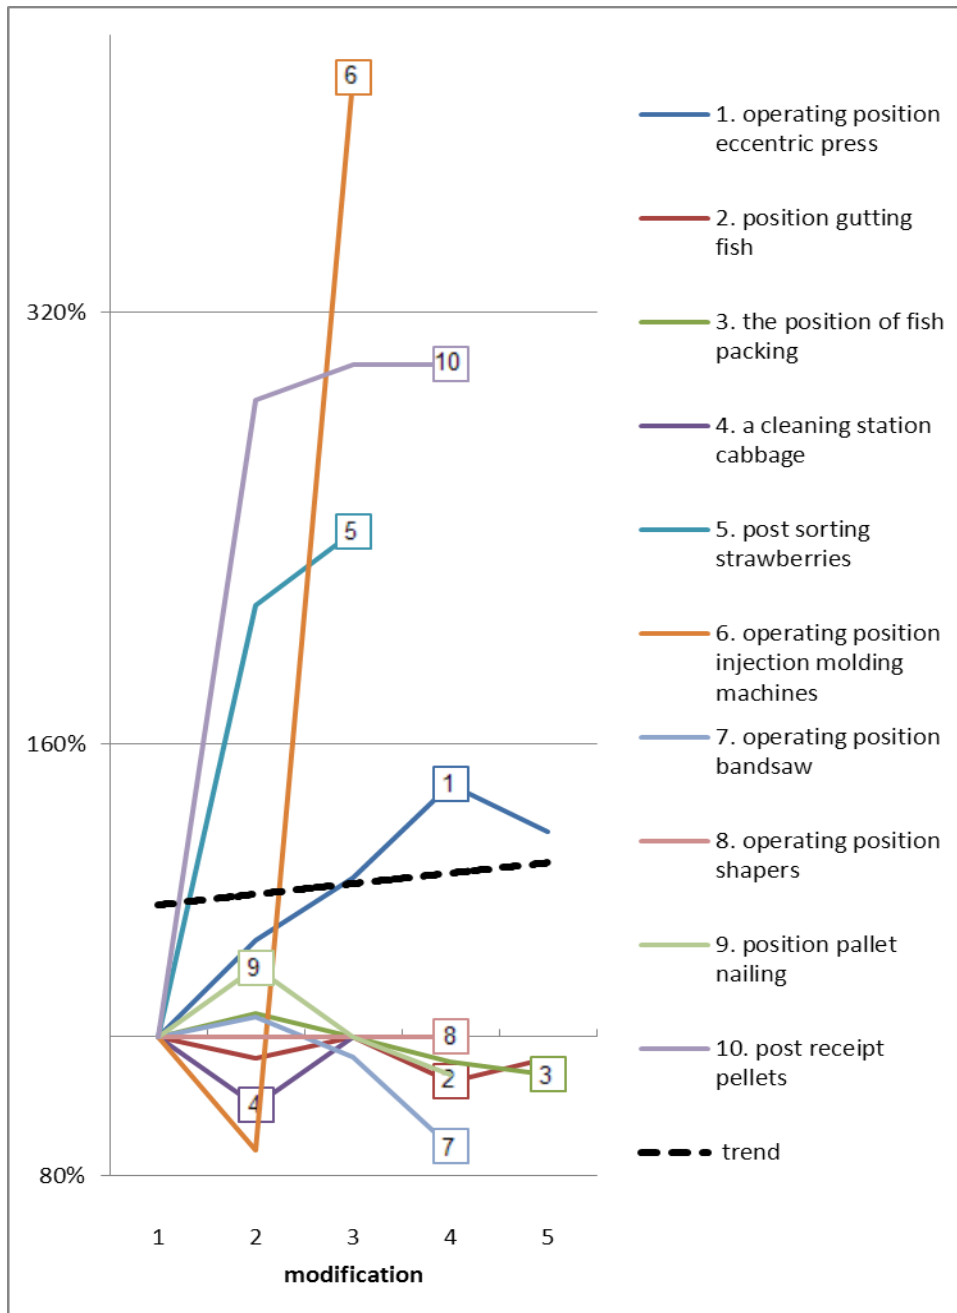 6
1. operating position
eccentric press
2. position gutting
fish
320%
3. the position of fish
packing
10
4. a cleaning station
cabbage
5
5. post sorting
strawberries
6. operating position
injection molding
machines
160%
7. operating position
bandsaw
1
8. operating position
shapers
9
9. position pallet
nailing
8
10. post receipt
pellets
2
3
4
7
trend
80%
1 2 3 4 5
modification